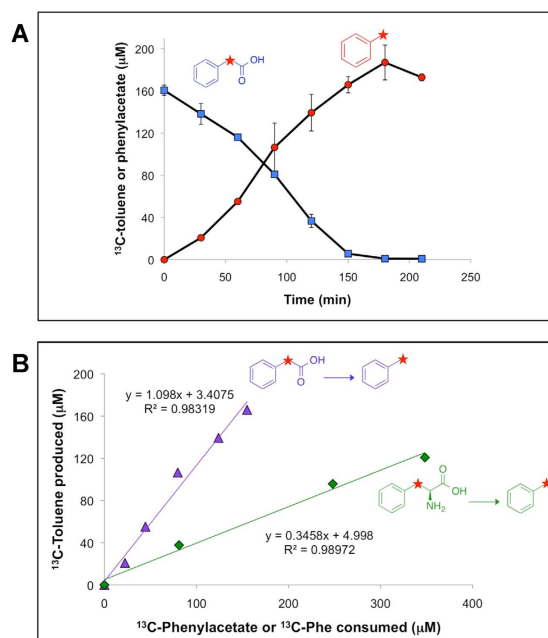 A
¹³C-toluene or phenylacetate (μM)
200
160
120
80
40
0
OH
O
0
50
100
150
200
250
Time (min)
B
¹³C-Toluene produced (μM)
200
160
120
80
40
0
OH
O
y = 1.098x + 3.4075
R² = 0.98319
O
OH
NH₂
y = 0.3458x + 4.998
R² = 0.98972
0
100
200
300
400
¹³C-Phenylacetate or ¹³C-Phe consumed (μM)